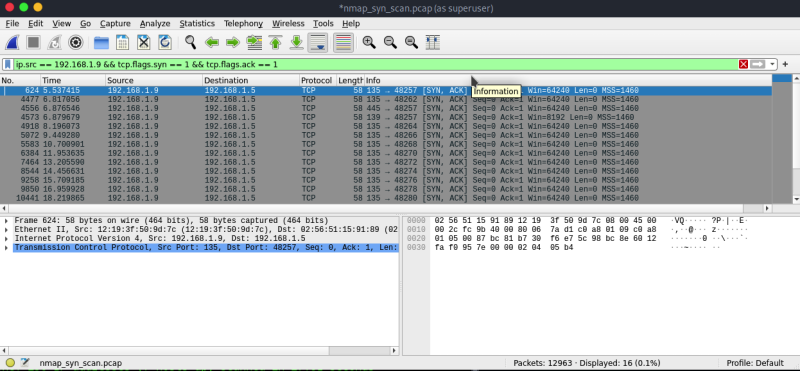 *nmap_syn_scan.pcap (as superuser)
File Edit View Go Capture Analyze Statistics Telephony Wireless Tools Help
ip.src == 192.168.1.9 && tcp.flags.syn == 1 && tcp.flags.ack == 1
No. Time Source Destination Protocol Length Info
624 5.537415 192.168.1.9 192.168.1.5 TCP 58 135 → 48257 [SYN, ACK] Seq=0 Ack=1 Win=64240 Len=0 MSS=1460
Information
4477 6.817056 192.168.1.9 192.168.1.5 TCP 58 135 → 48262 [SYN, ACK] Seq=0 Ack=1 Win=64240 Len=0 MSS=1460
4556 6.876546 192.168.1.9 192.168.1.5 TCP 58 445 → 48257 [SYN, ACK] Seq=0 Ack=1 Win=64240 Len=0 MSS=1460
4573 6.879736 192.168.1.9 192.168.1.5 TCP 58 139 → 48257 [SYN, ACK] Seq=0 Ack=1 Win=8192 Len=0 MSS=1460
4918 8.196073 192.168.1.9 192.168.1.5 TCP 58 135 → 48264 [SYN, ACK] Seq=0 Ack=1 Win=64240 Len=0 MSS=1460
5072 9.449280 192.168.1.9 192.168.1.5 TCP 58 135 → 48266 [SYN, ACK] Seq=0 Ack=1 Win=64240 Len=0 MSS=1460
5583 10.700901 192.168.1.9 192.168.1.5 TCP 58 135 → 48268 [SYN, ACK] Seq=0 Ack=1 Win=64240 Len=0 MSS=1460
6384 11.953635 192.168.1.9 192.168.1.5 TCP 58 135 → 48270 [SYN, ACK] Seq=0 Ack=1 Win=64240 Len=0 MSS=1460
7464 13.205590 192.168.1.9 192.168.1.5 TCP 58 135 → 48272 [SYN, ACK] Seq=0 Ack=1 Win=64240 Len=0 MSS=1460
8544 14.456631 192.168.1.9 192.168.1.5 TCP 58 135 → 48274 [SYN, ACK] Seq=0 Ack=1 Win=64240 Len=0 MSS=1460
9258 15.709185 192.168.1.9 192.168.1.5 TCP 58 135 → 48276 [SYN, ACK] Seq=0 Ack=1 Win=64240 Len=0 MSS=1460
9850 16.959928 192.168.1.9 192.168.1.5 TCP 58 135 → 48278 [SYN, ACK] Seq=0 Ack=1 Win=64240 Len=0 MSS=1460
10441 18.219865 192.168.1.9 192.168.1.5 TCP 58 135 → 48280 [SYN, ACK] Seq=0 Ack=1 Win=64240 Len=0 MSS=1460
Frame 624: 58 bytes on wire (464 bits), 58 bytes captured (464 bits)
Ethernet II, Src: 12:19:3f:50:9d:7c (12:19:3f:50:9d:7c), Dst: 02:56:51:15:91:89 (02
Internet Protocol Version 4, Src: 192.168.1.9, Dst: 192.168.1.5
Transmission Control Protocol, Src Port: 135, Dst Port: 48257, Seq: 0, Ack: 1, Len:
0000 02 56 51 15 91 89 12 19 3f 50 9d 7c 08 00 45 00 ·VQ····· ?P·|··E·
0010 00 2c fc 9b 40 00 80 06 7a d1 c0 a8 01 09 c0 a8 ·,··@··· z·······
0020 01 05 00 87 bc 81 b7 30 f6 e7 5c 98 bc 8e 60 12 ·······0 ··\···`·
0030 fa f0 95 7e 00 00 02 04 05 b4 ···~···· ··
nmap_syn_scan.pcap
Packets: 12963 · Displayed: 16 (0.1%)
Profile: Default